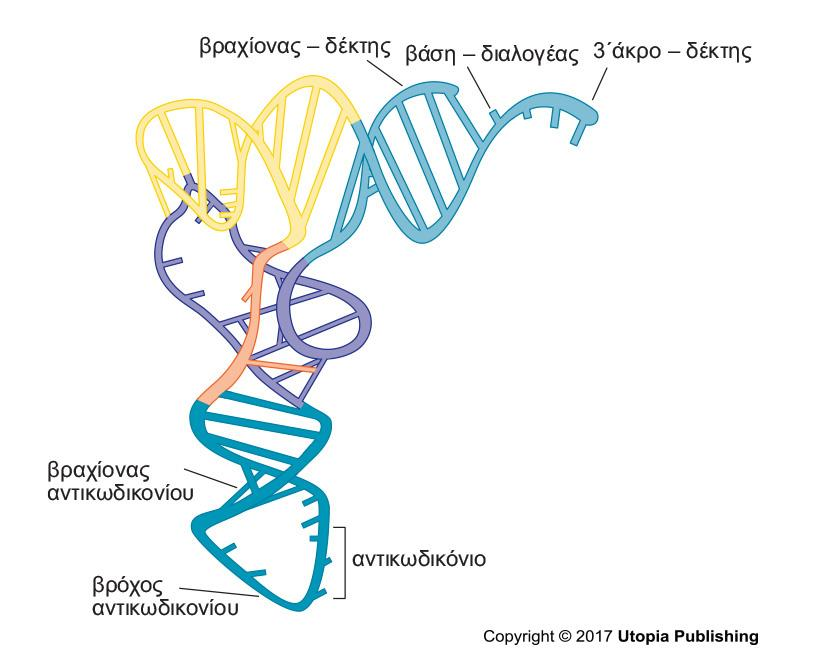 βραχίονας – δέκτης
βάση – διαλογέας
3΄άκρο – δέκτης
βραχίονας
αντικωδικονίου
αντικωδικόνιο
βρόχος
αντικωδικονίου
Copyright © 2017 Utopia Publishing